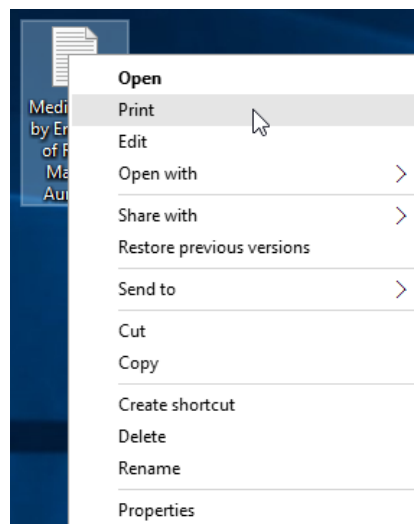 Medi
by Er
of
Ma
Au
Open
Print
Edit
Open with
Share with
Restore previous versions
Send to
Cut
Copy
Create shortcut
Delete
Rename
Properties